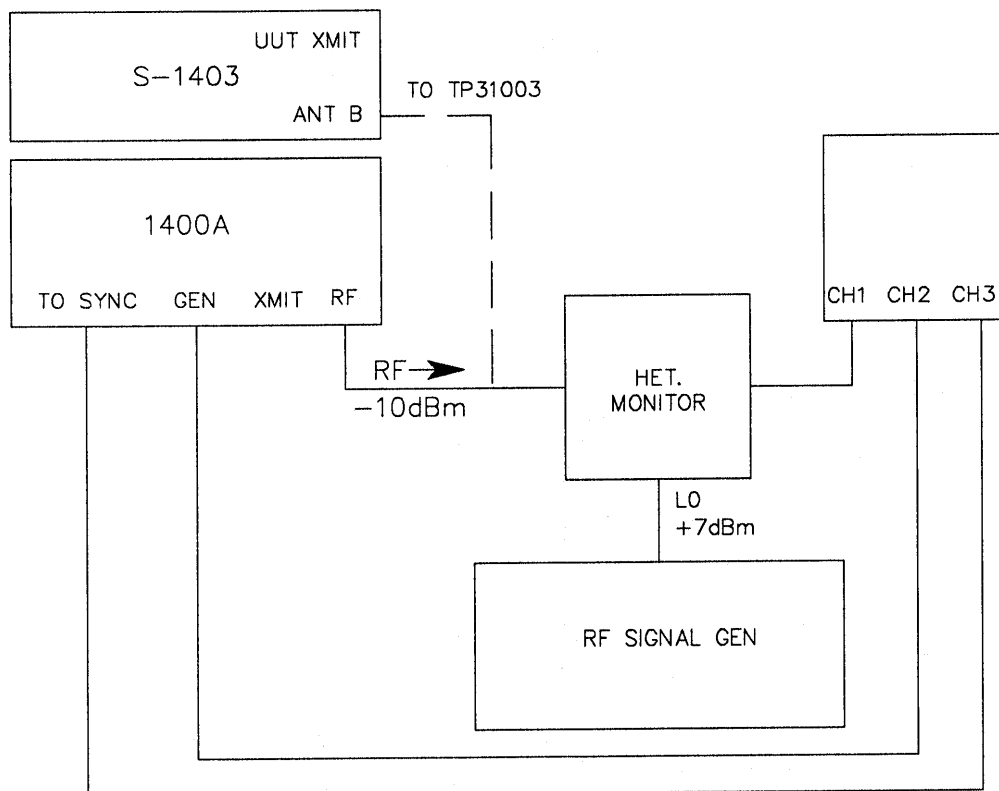 UUT XMIT
S-1403
ANT B
TO TP31003
1400A
TO SYNC GEN XMIT RF
CH1 CH2 CH3
RF
-10dBm
HET.
MONITOR
LO
+7dBm
RF SIGNAL GEN